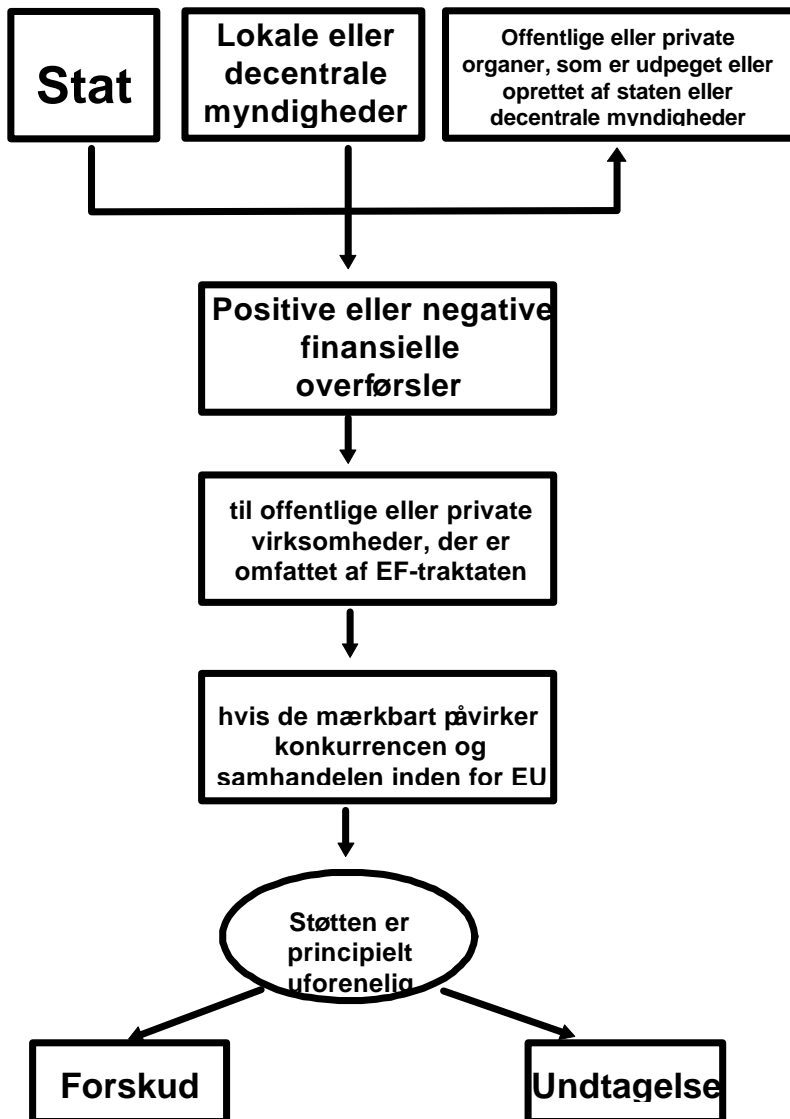 Stat
Lokale eller
decentrale
myndigheder
Offentlige eller private
organer, som er udpeget eller
oprettet af staten eller
decentrale myndigheder
Positive eller negative
finansielle
overførsler
til offentlige eller private
virksomheder, der er
omfattet af EF-traktaten
hvis de mærkbart påvirker
konkurrencen og
samhandelen inden for EU
Støtten er
principielt
uforenelig
Forskud
Undtagelse